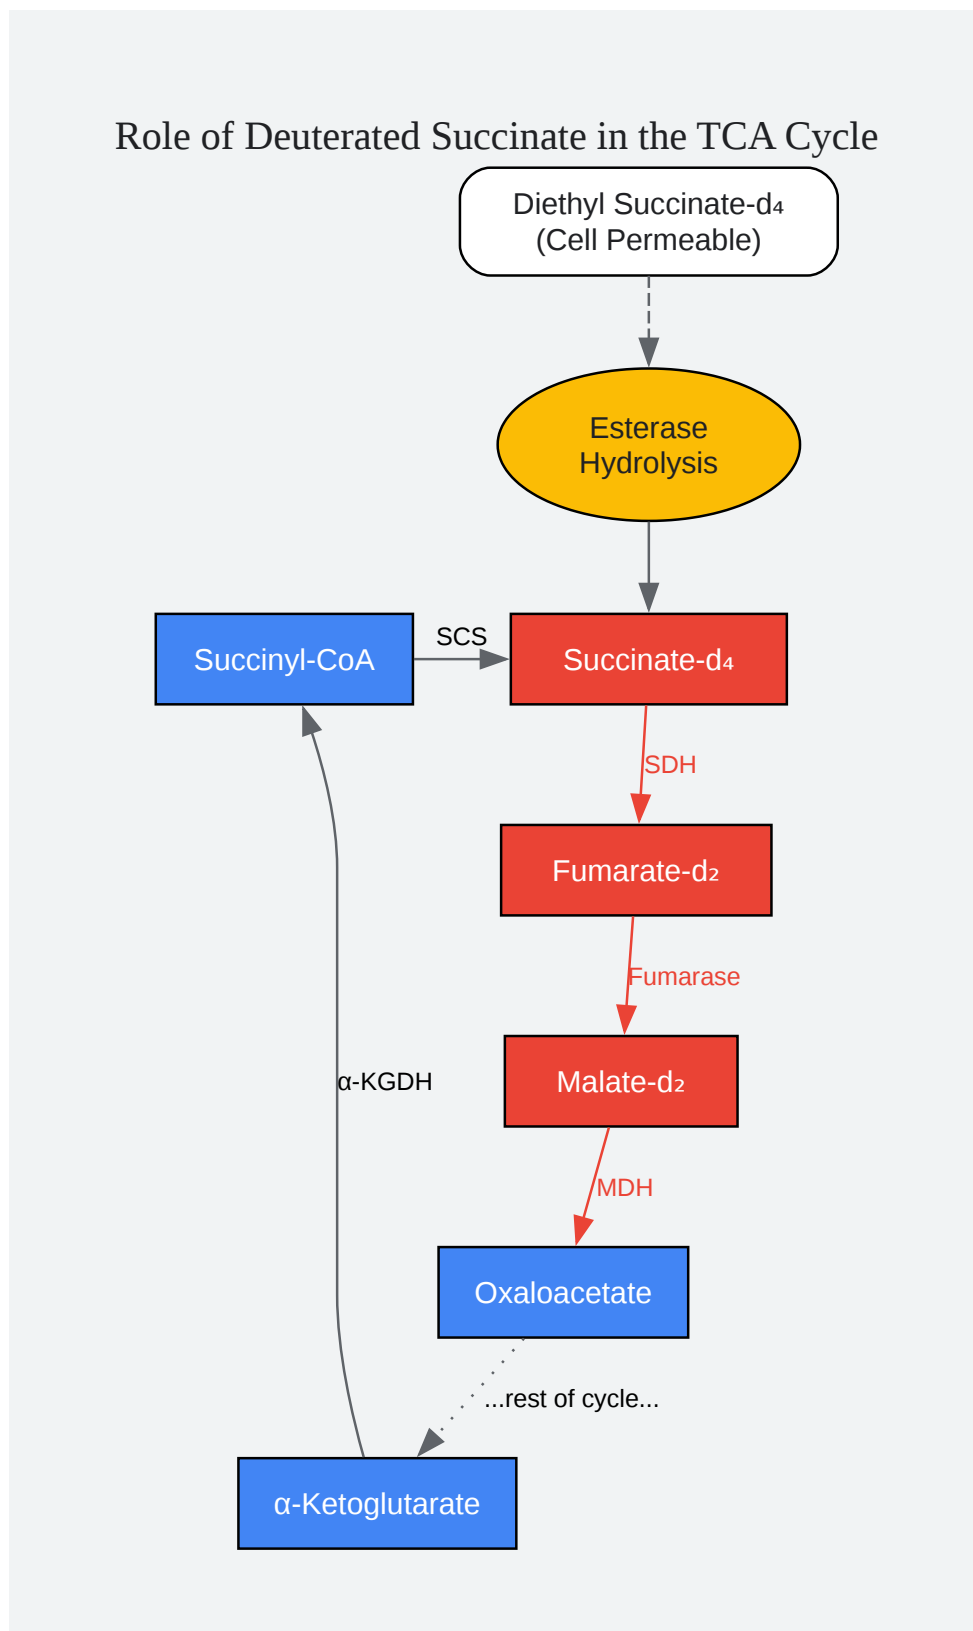 Role of Deuterated Succinate in the TCA Cycle
Diethyl Succinate-d₄
(Cell Permeable)
Esterase
Hydrolysis
Succinyl-CoA
SCS
Succinate-d₄
SDH
Fumarate-d₂
Fumarase
Malate-d₂
α-KGDH
MDH
Oxaloacetate
...rest of cycle...
α-Ketoglutarate